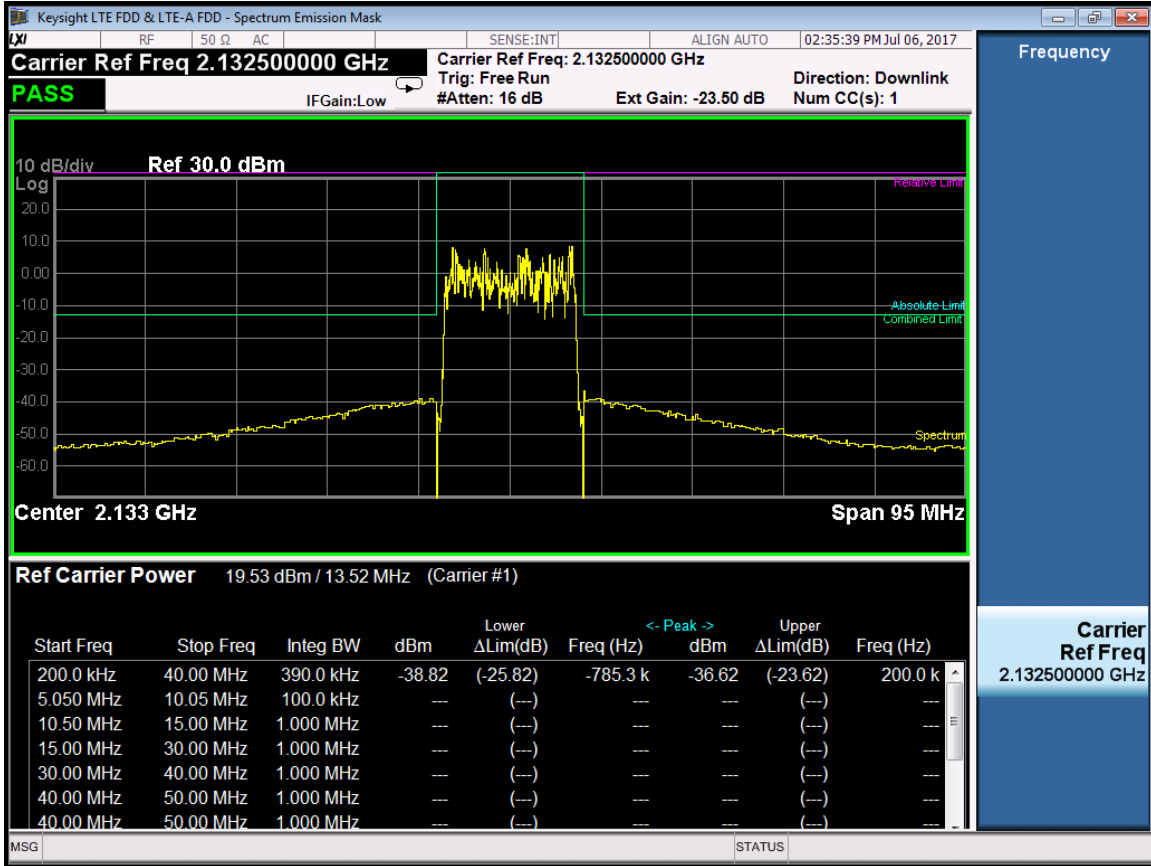 Keysight LTE FDD & LTE-A FDD - Spectrum Emission Mask
LXI RF 50 Ω AC SENSE:INT ALIGN AUTO 02:35:39 PM Jul 06, 2017
Carrier Ref Freq 2.132500000 GHz
PASS
IFGain:Low
Carrier Ref Freq: 2.132500000 GHz
Trig: Free Run
#Atten: 16 dB
Ext Gain: -23.50 dB
Direction: Downlink
Num CC(s): 1
10 dB/div Ref 30.0 dBm
Log
Relative Limit
20.0
10.0
0.00
-10.0
Absolute Limit
Combined Limit
-20.0
-30.0
-40.0
-50.0
Spectrum
-60.0
Center 2.133 GHz Span 95 MHz
Ref Carrier Power 19.53 dBm / 13.52 MHz (Carrier #1)
Lower <- Peak -> Upper
Start Freq Stop Freq Integ BW dBm ΔLim(dB) Freq (Hz) dBm ΔLim(dB) Freq (Hz)
200.0 kHz 40.00 MHz 390.0 kHz -38.82 (-25.82) -785.3 k -36.62 (-23.62) 200.0 k
5.050 MHz 10.05 MHz 100.0 kHz --- (---) --- --- (---) ---
10.50 MHz 15.00 MHz 1.000 MHz --- (---) --- --- (---) ---
15.00 MHz 30.00 MHz 1.000 MHz --- (---) --- --- (---) ---
30.00 MHz 40.00 MHz 1.000 MHz --- (---) --- --- (---) ---
40.00 MHz 50.00 MHz 1.000 MHz --- (---) --- --- (---) ---
40.00 MHz 50.00 MHz 1.000 MHz --- (---) --- --- (---) ---
MSG STATUS
Frequency
Carrier
Ref Freq
2.132500000 GHz